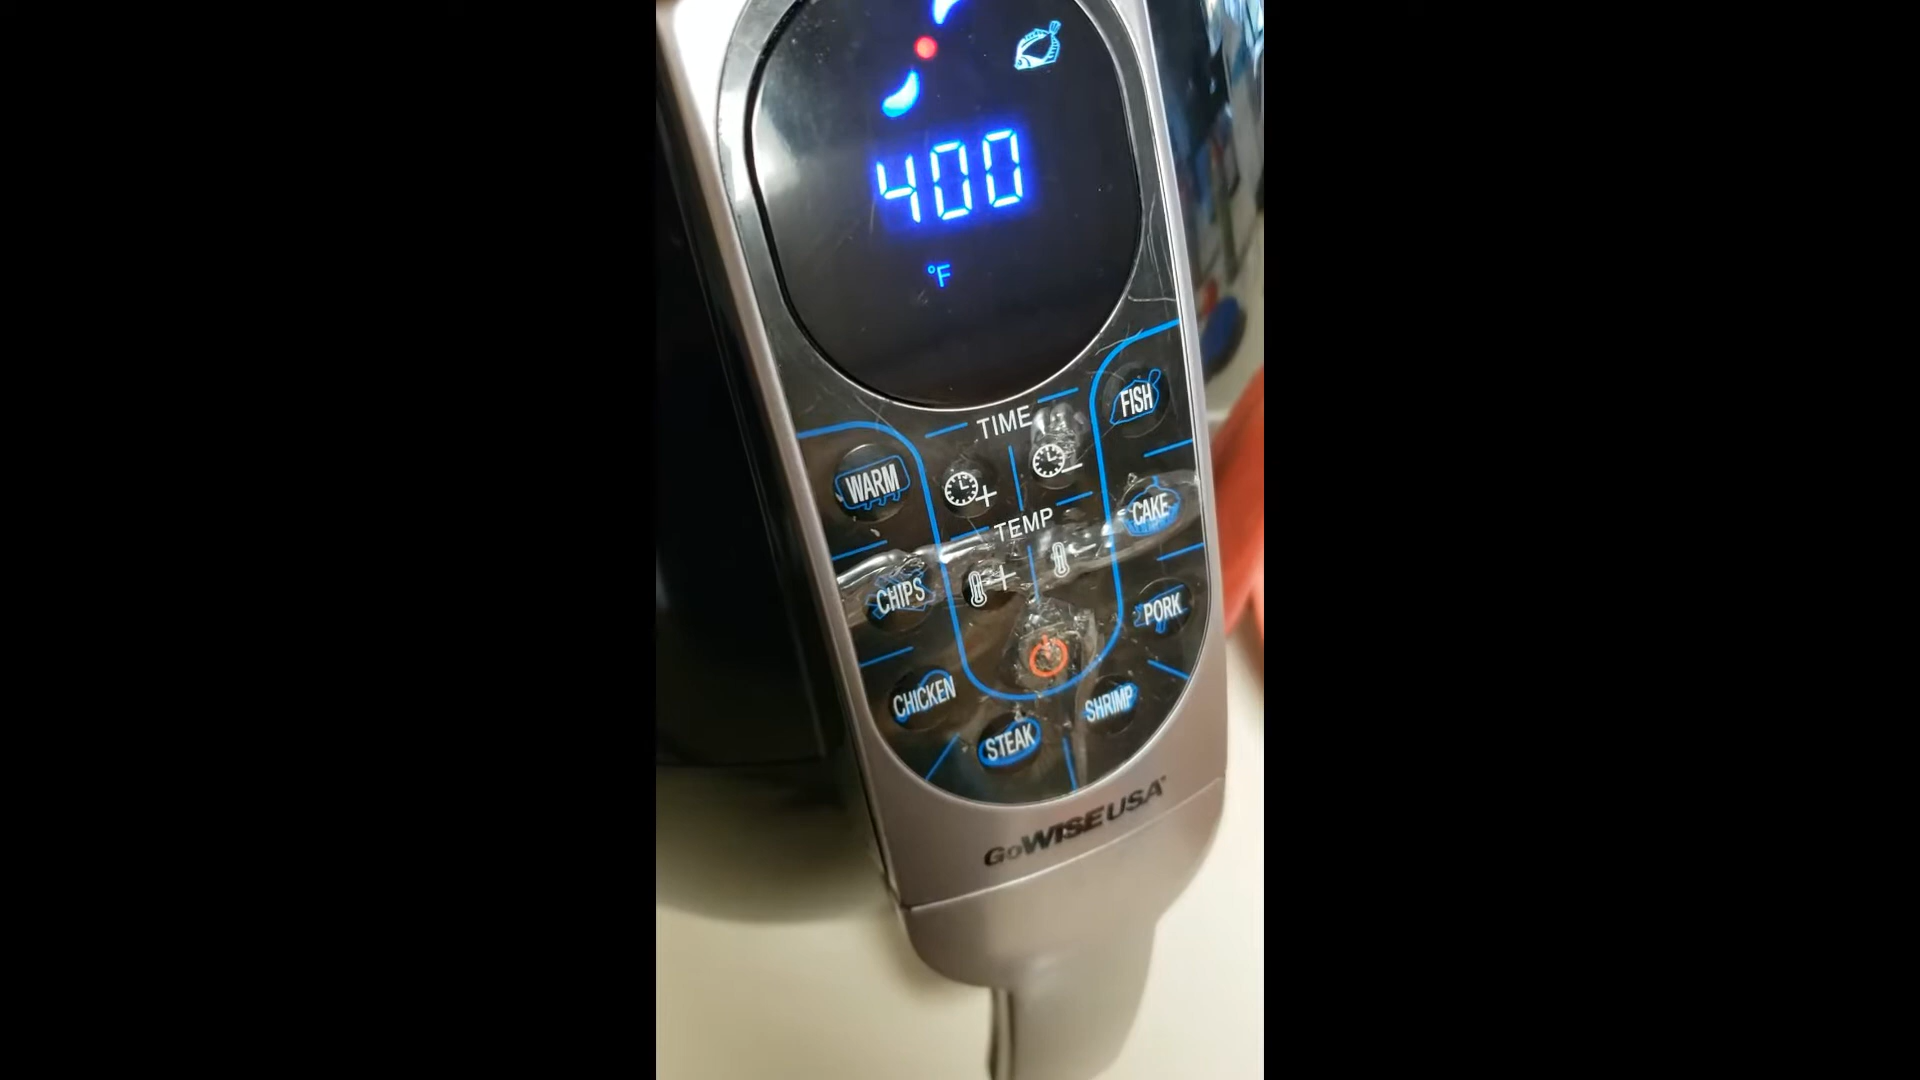 400
°F
TIME
FISH
WARM
+
−
CAKE
TEMP
CHIPS
+
−
PORK
CHICKEN
SHRIMP
STEAK
GoWISEUSA